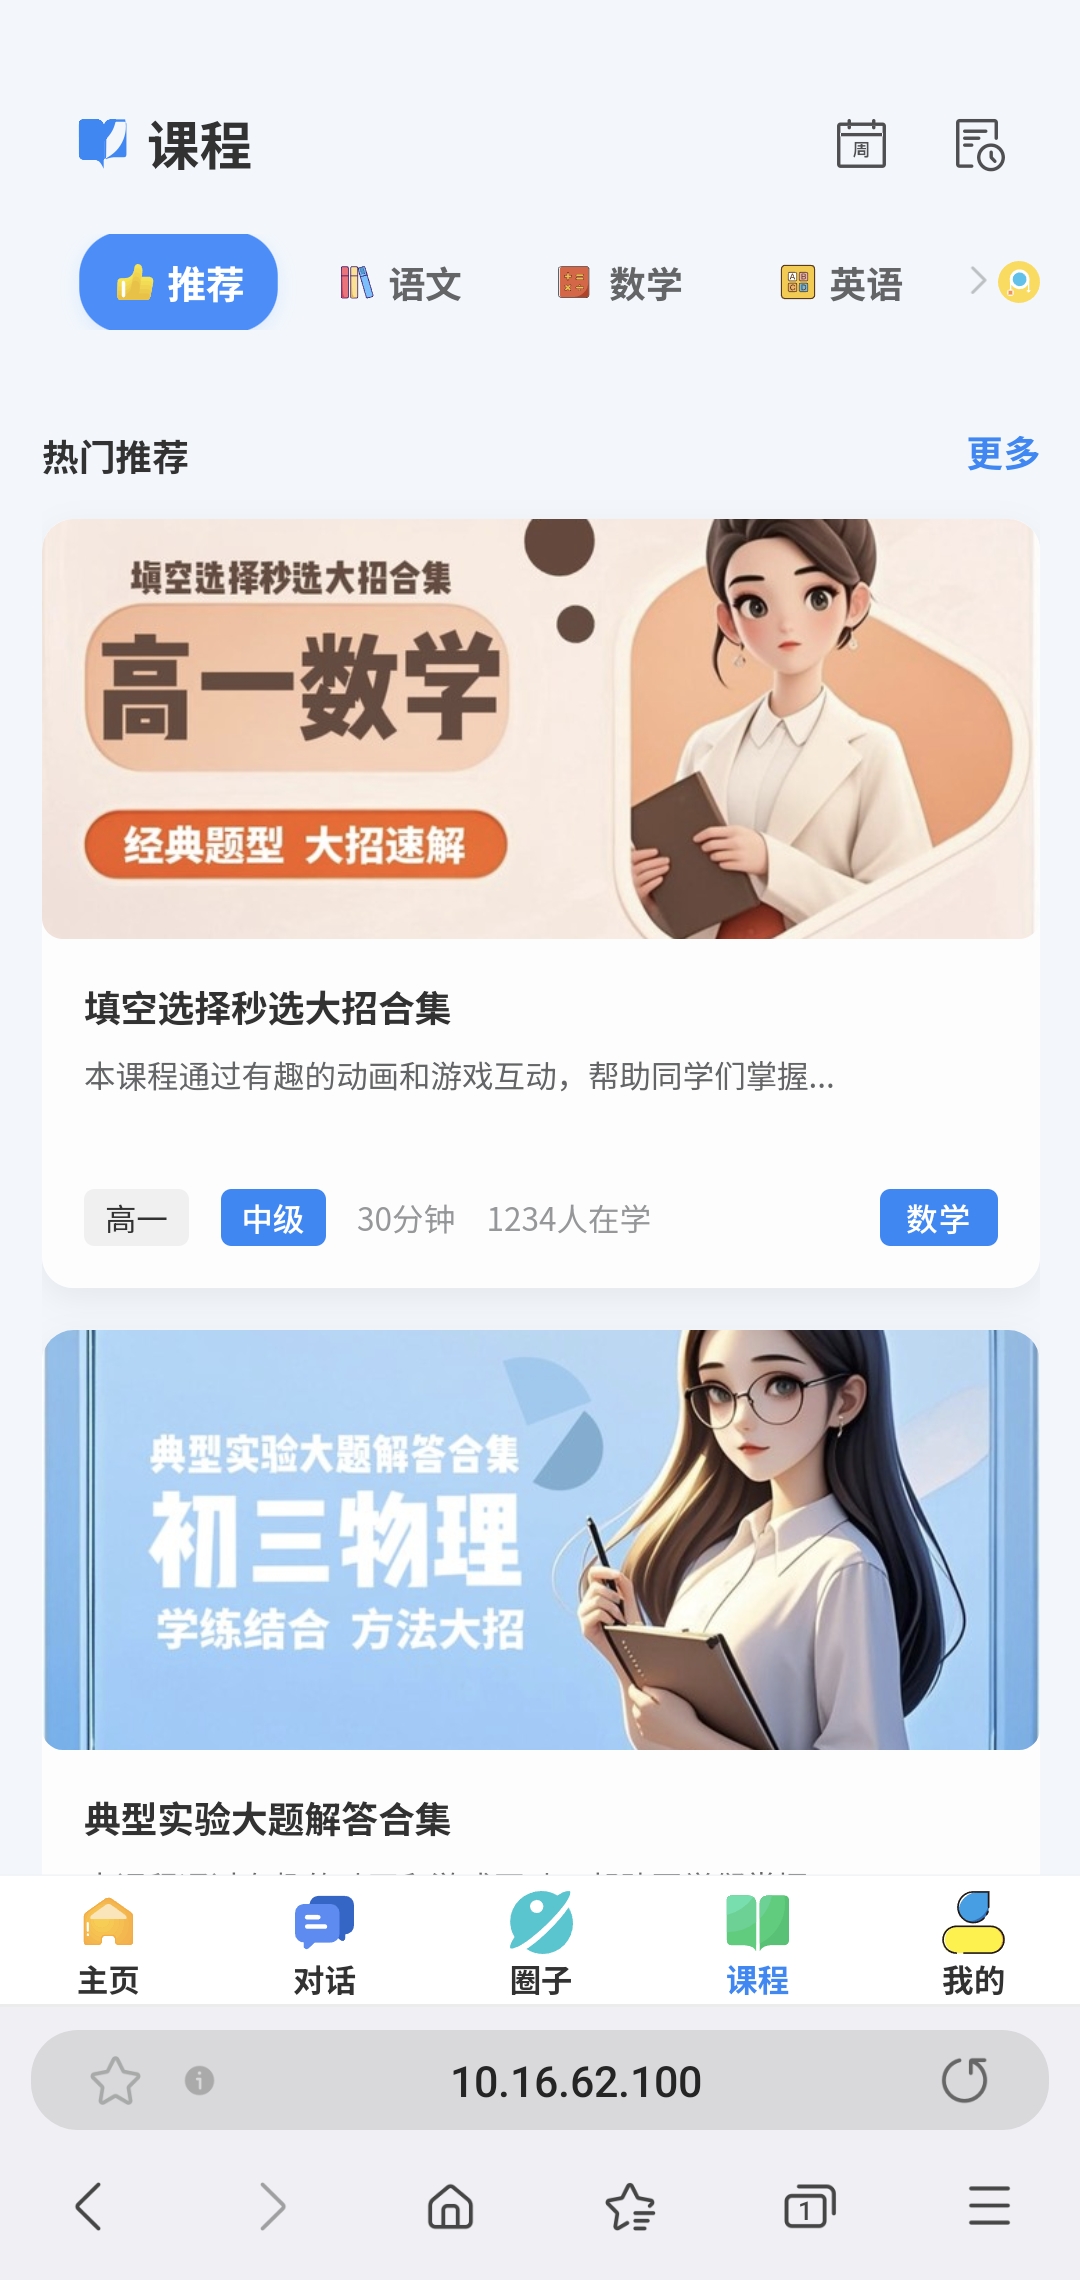 课程
周
推荐
语文
数学
英语
热门推荐
更多
填空选择秒选大招合集
高一数学
经典题型 大招速解
填空选择秒选大招合集
本课程通过有趣的动画和游戏互动，帮助同学们掌握...
高一
中级
30分钟
1234人在学
数学
典型实验大题解答合集
初三物理
学练结合 方法大招
典型实验大题解答合集
主页
对话
圈子
课程
我的
10.16.62.100
1